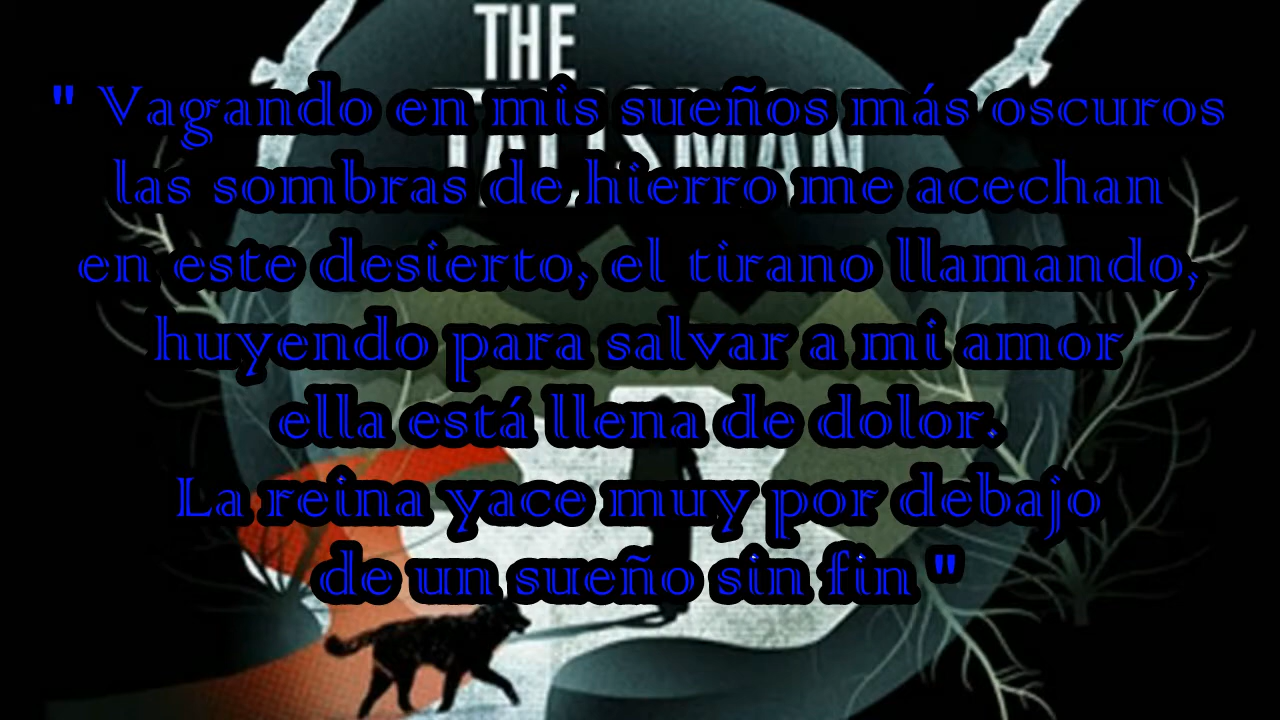 THE
TALISMAN
" Vagando en mis sueños más oscuros
las sombras de hierro me acechan
en este desierto, el tirano llamando,
huyendo para salvar a mi amor
ella está llena de dolor.
La reina yace muy por debajo
de un sueño sin fin "